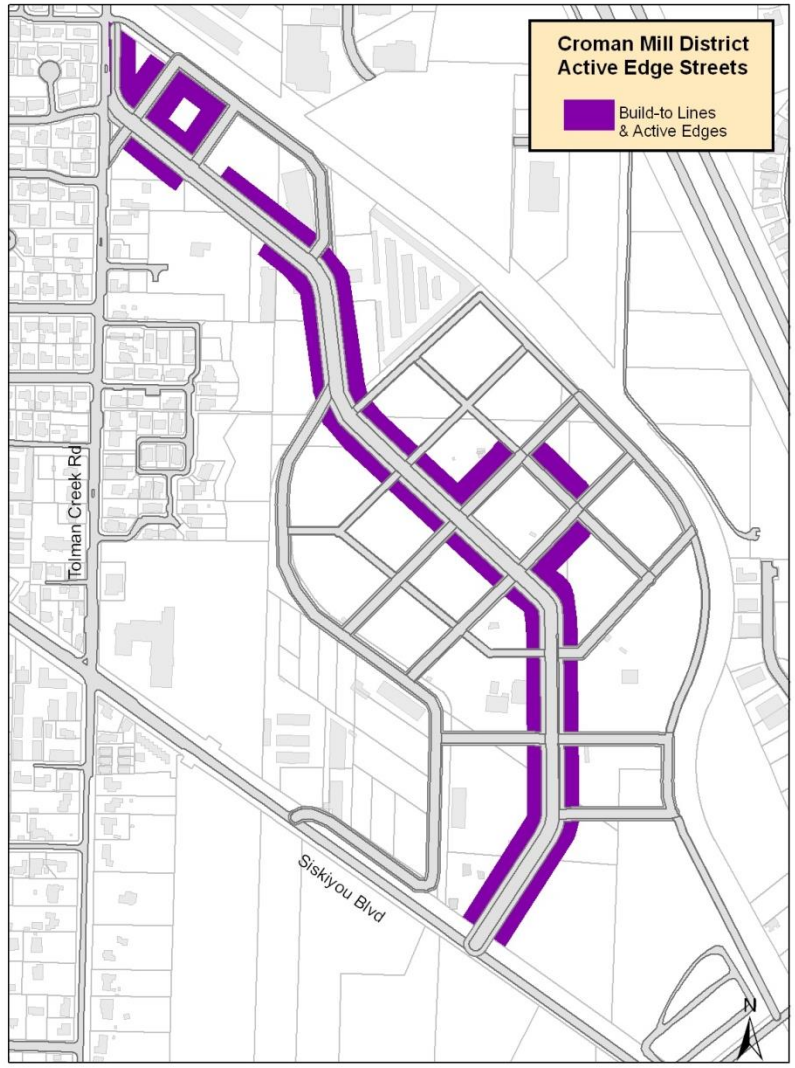 Croman Mill District
Active Edge Streets
Build-to Lines
& Active Edges
Tolman Creek Rd
Siskiyou Blvd
N